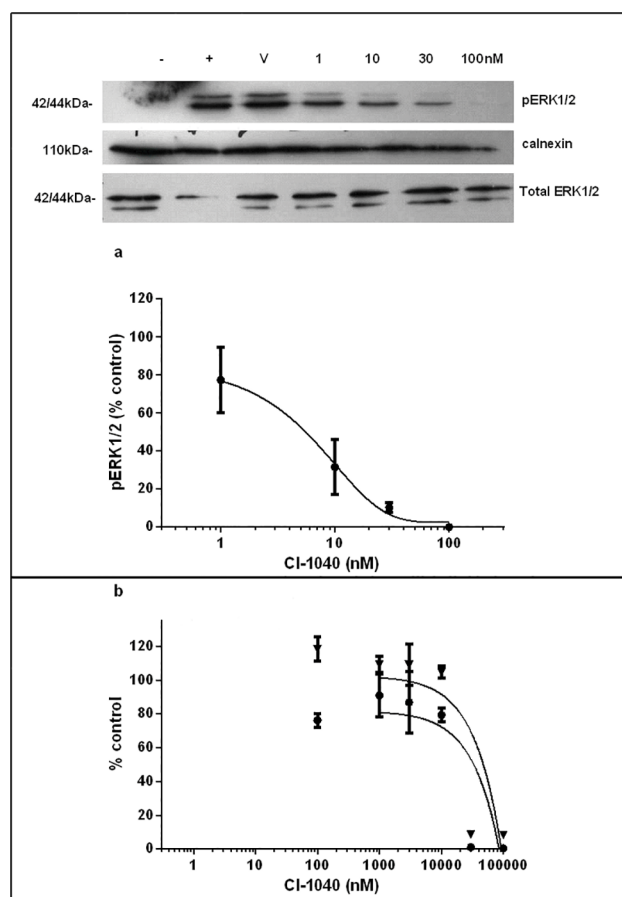 - + V 1 10 30 100nM
42/44kDa- pERK1/2
110kDa- calnexin
42/44kDa- Total ERK1/2
a
120
100
80
60
40
20
0
pERK1/2 (% control)
1 10 100
CI-1040 (nM)
b
120
100
80
60
40
20
0
% control
1 10 100 1000 10000 100000
CI-1040 (nM)